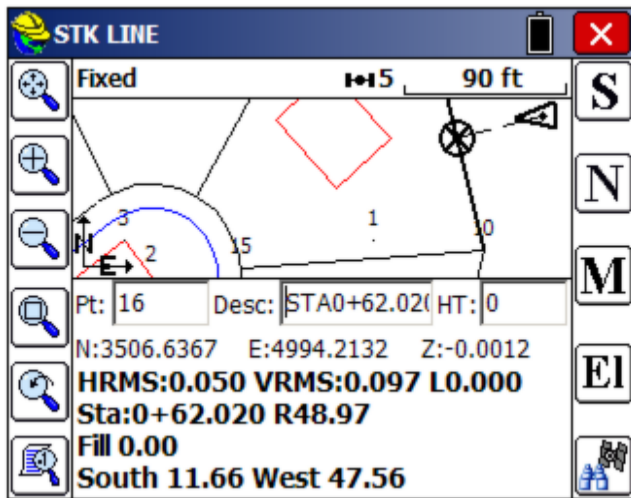 STK LINE
Fixed 5 90 ft
S
N
M
El
3
2
15
1
10
N
E
Pt: 16 Desc: STA0+62.020 HT: 0
N:3506.6367 E:4994.2132 Z:-0.0012
HRMS:0.050 VRMS:0.097 L0.000
Sta:0+62.020 R48.97
Fill 0.00
South 11.66 West 47.56